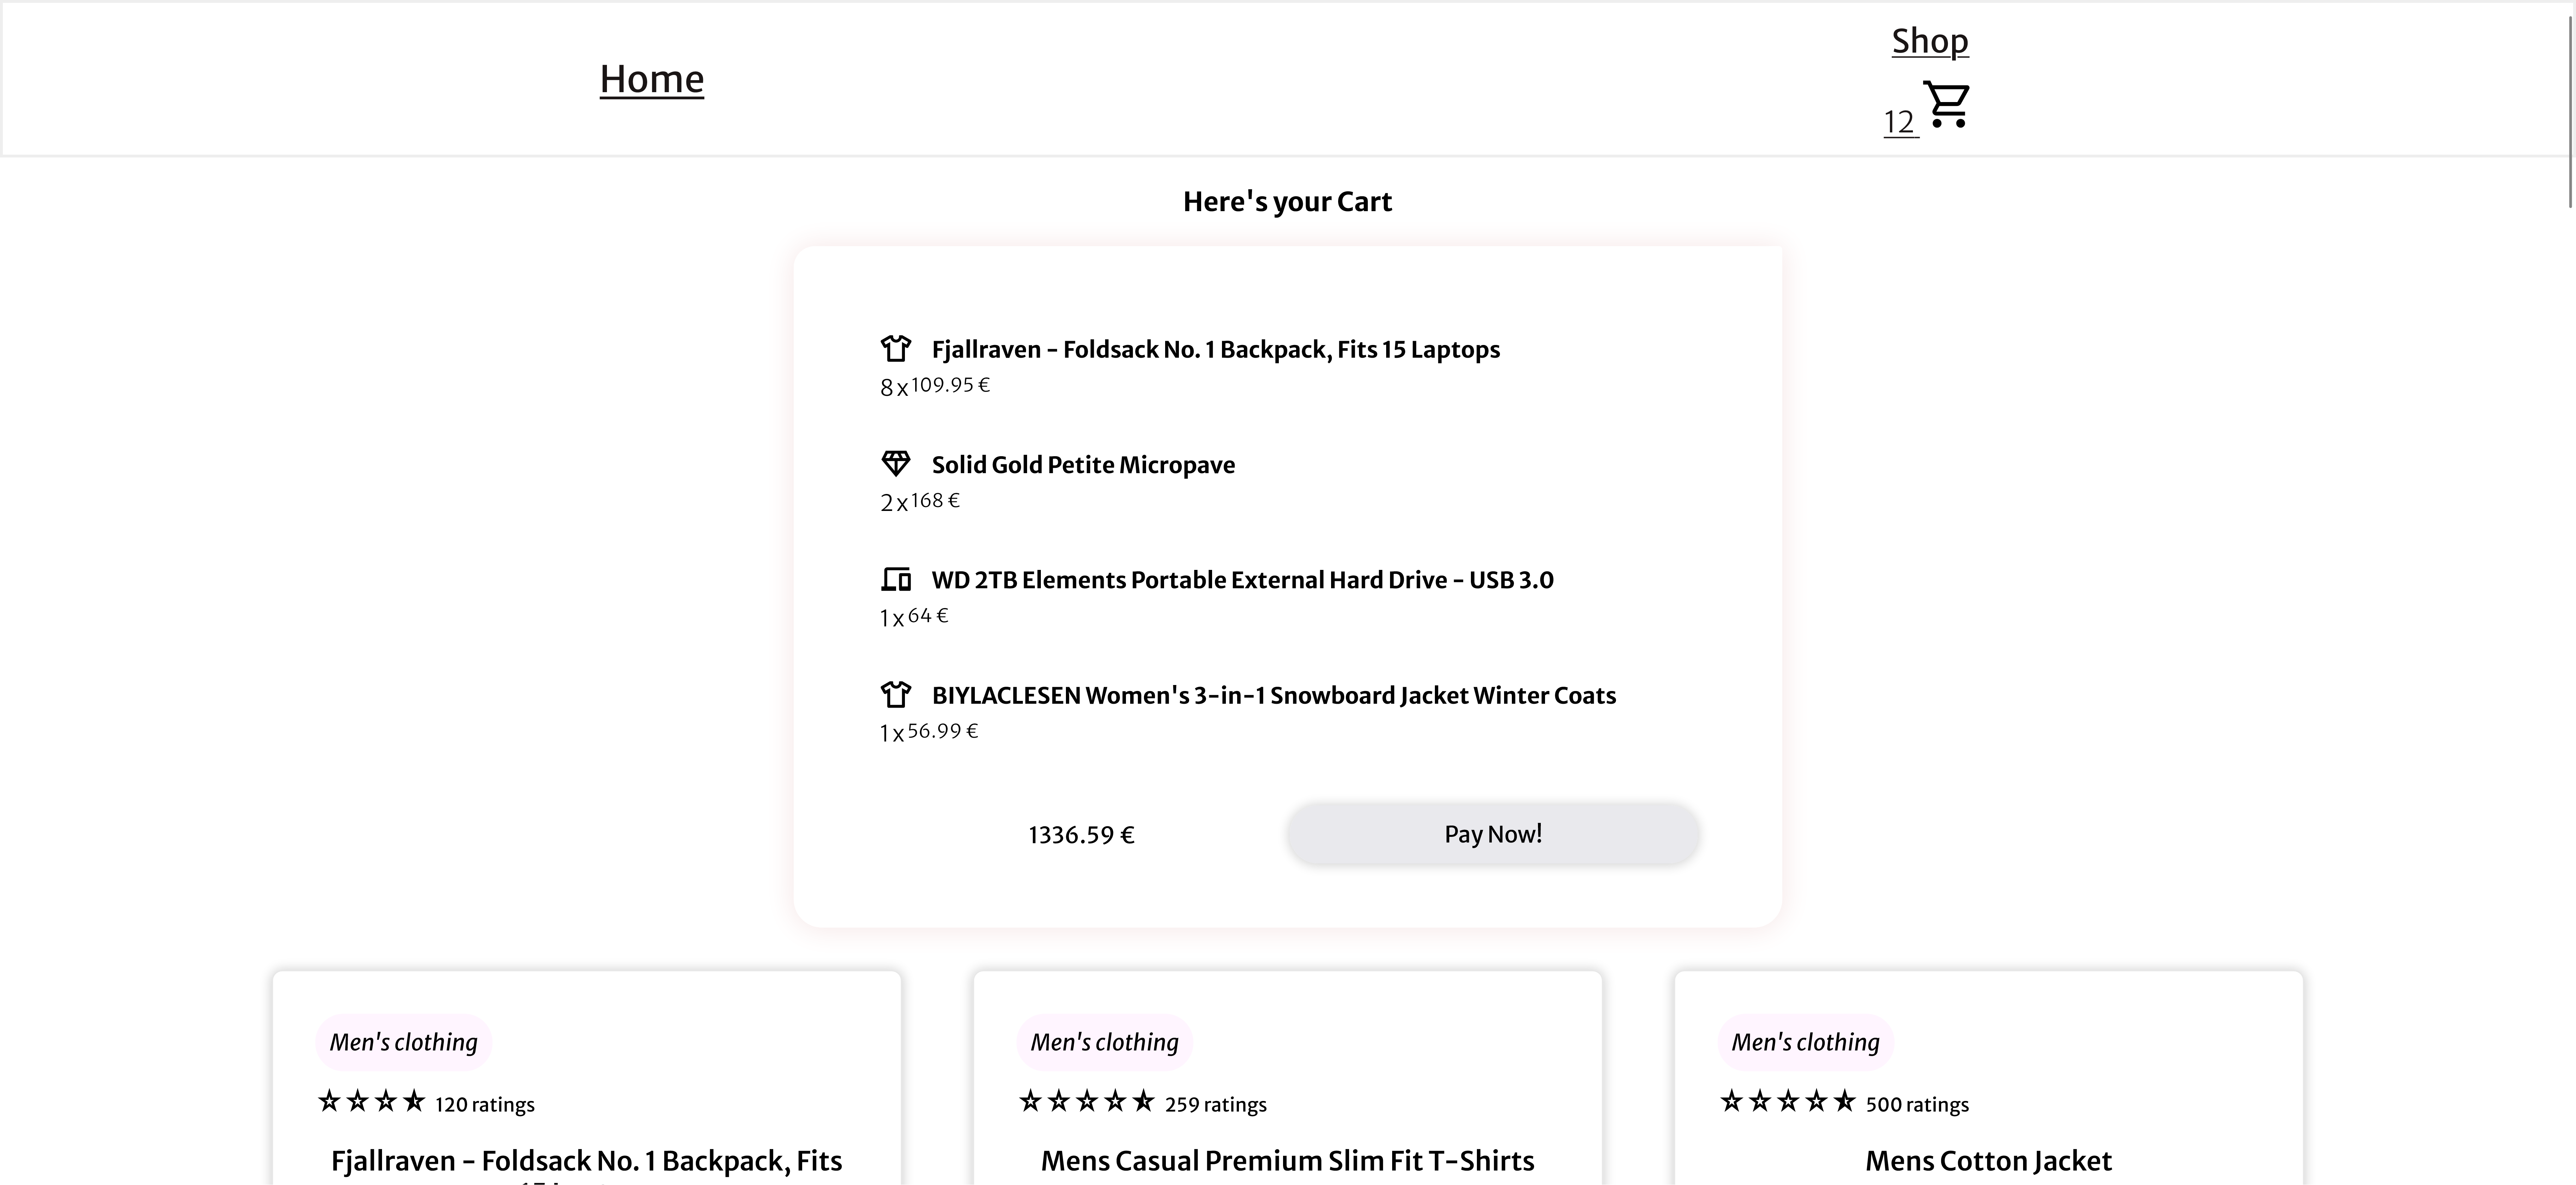 Home
Shop
12
Here's your Cart
Fjallraven - Foldsack No. 1 Backpack, Fits 15 Laptops
8 x 109.95 €
Solid Gold Petite Micropave
2 x 168 €
WD 2TB Elements Portable External Hard Drive - USB 3.0
1 x 64 €
BIYLACLESEN Women's 3-in-1 Snowboard Jacket Winter Coats
1 x 56.99 €
1336.59 €
Pay Now!
Men's clothing
120 ratings
Fjallraven - Foldsack No. 1 Backpack, Fits
Men's clothing
259 ratings
Mens Casual Premium Slim Fit T-Shirts
Men's clothing
500 ratings
Mens Cotton Jacket